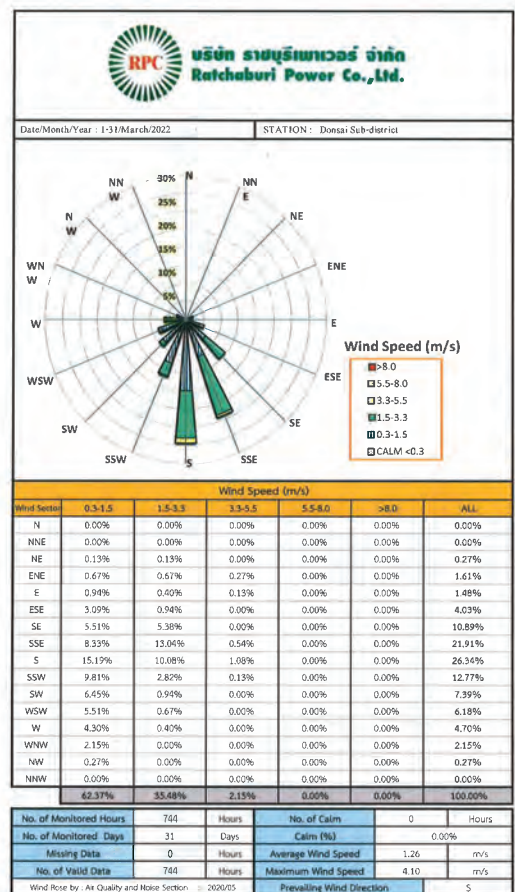 RPC
บริษัท ราชบุรีเพาเวอร์ จำกัด
Ratchaburi Power Co.,Ltd.
Date/Month/Year : 1-31/March/2022 STATION : Donsai Sub-district
30%
25%
20%
15%
10%
5%
N
NN E
NE
ENE
E
ESE
SE
SSE
S
SSW
SW
WSW
W
WN W
N W
NN W
Wind Speed (m/s)
>8.0
5.5-8.0
3.3-5.5
1.5-3.3
0.3-1.5
CALM <0.3
Wind Speed (m/s)
Wind Sector 0.3-1.5 1.5-3.3 3.3-5.5 5.5-8.0 >8.0 ALL
N 0.00% 0.00% 0.00% 0.00% 0.00% 0.00%
NNE 0.00% 0.00% 0.00% 0.00% 0.00% 0.00%
NE 0.13% 0.13% 0.00% 0.00% 0.00% 0.27%
ENE 0.67% 0.67% 0.27% 0.00% 0.00% 1.61%
E 0.94% 0.40% 0.13% 0.00% 0.00% 1.48%
ESE 3.09% 0.94% 0.00% 0.00% 0.00% 4.03%
SE 5.51% 5.38% 0.00% 0.00% 0.00% 10.89%
SSE 8.33% 13.04% 0.54% 0.00% 0.00% 21.91%
S 15.19% 10.08% 1.08% 0.00% 0.00% 26.34%
SSW 9.81% 2.82% 0.13% 0.00% 0.00% 12.77%
SW 6.45% 0.94% 0.00% 0.00% 0.00% 7.39%
WSW 5.51% 0.67% 0.00% 0.00% 0.00% 6.18%
W 4.30% 0.40% 0.00% 0.00% 0.00% 4.70%
WNW 2.15% 0.00% 0.00% 0.00% 0.00% 2.15%
NW 0.27% 0.00% 0.00% 0.00% 0.00% 0.27%
NNW 0.00% 0.00% 0.00% 0.00% 0.00% 0.00%
62.37% 35.48% 2.15% 0.00% 0.00% 100.00%
No. of Monitored Hours 744 Hours No. of Calm 0 Hours
No. of Monitored Days 31 Days Calm (%) 0.00%
Missing Data 0 Hours Average Wind Speed 1.26 m/s
No. of Valid Data 744 Hours Maximum Wind Speed 4.10 m/s
Wind Rose by : Air Quality and Noise Section : 2020/05 Prevailing Wind Direction S